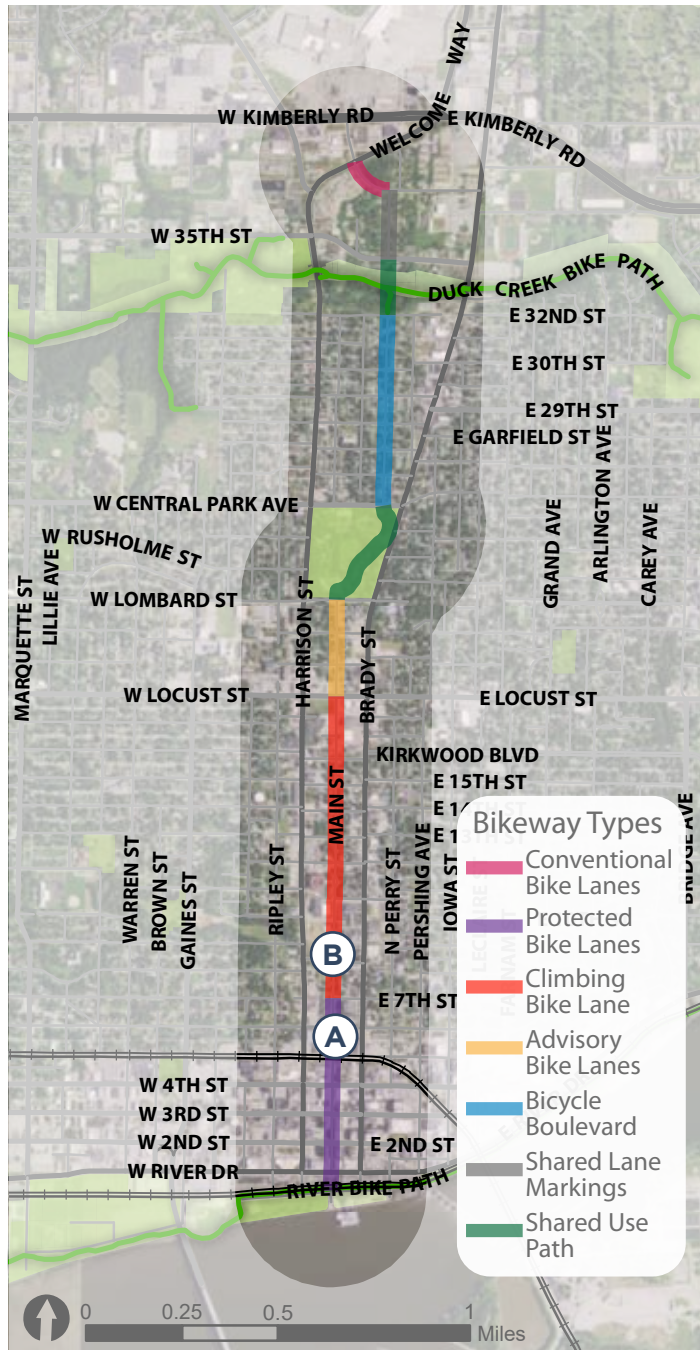 WELCOME WAY
W KIMBERLY RD
E KIMBERLY RD
W 35TH ST
DUCK CREEK BIKE PATH
E 32ND ST
E 30TH ST
E 29TH ST
E GARFIELD ST
W CENTRAL PARK AVE
W RUSHOLME ST
W LOMBARD ST
MARQUETTE ST
LILLIE AVE
HARRISON ST
BRADY ST
GRAND AVE
ARLINGTON AVE
CAREY AVE
W LOCUST ST
E LOCUST ST
KIRKWOOD BLVD
E 15TH ST
E 14TH ST
E 13TH ST
MAIN ST
WARREN ST
BROWN ST
GAINES ST
RIPLEY ST
N PERRY ST
PERSHING AVE
IOWA ST
B
E 7TH ST
A
W 4TH ST
W 3RD ST
W 2ND ST
E 2ND ST
W RIVER DR
RIVER BIKE PATH
Bikeway Types
Conventional
Bike Lanes
Protected
Bike Lanes
Climbing
Bike Lane
Advisory
Bike Lanes
Bicycle
Boulevard
Shared Lane
Markings
Shared Use
Path
0 0.25 0.5 1
Miles